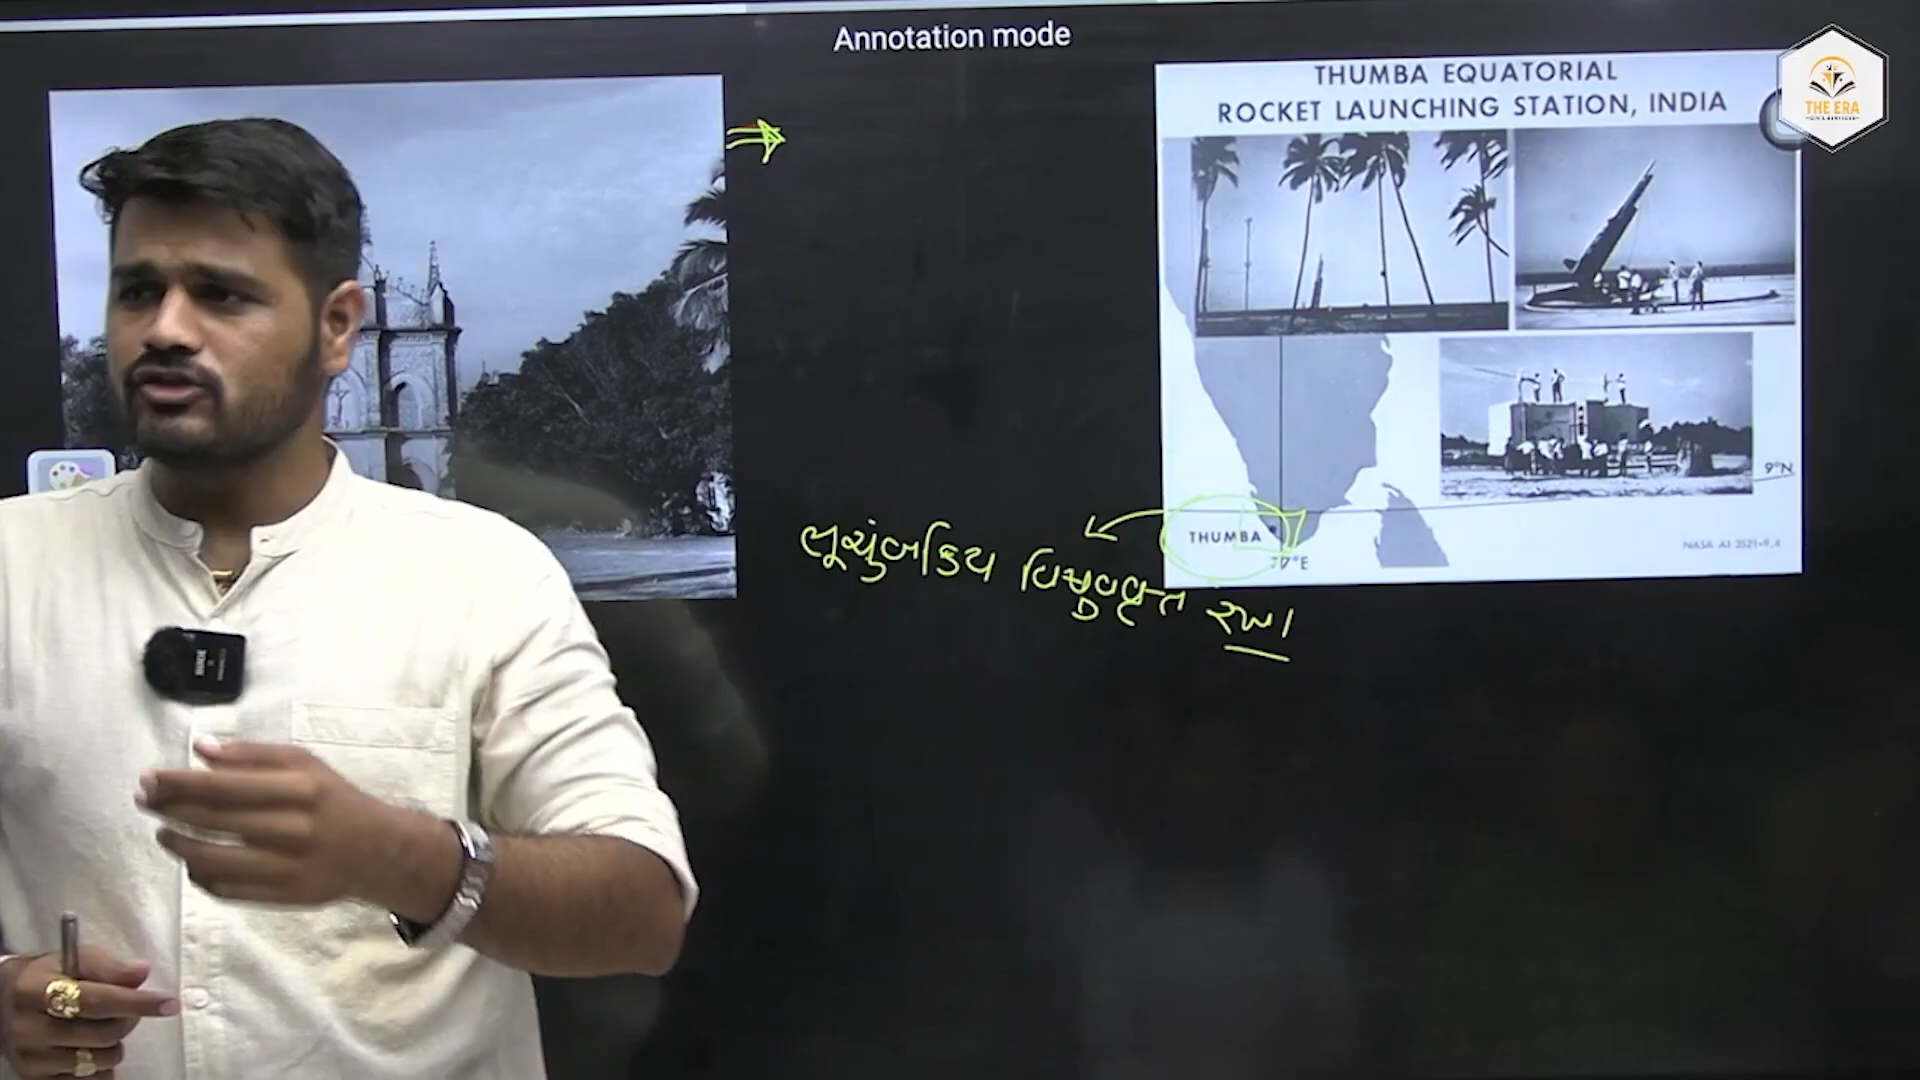 Annotation mode
THUMBA EQUATORIAL
ROCKET LAUNCHING STATION, INDIA
THE ERA
9°N
THUMBA
77°E
NASA
ભૂચુંબકિય વિષુવવૃત રેખા